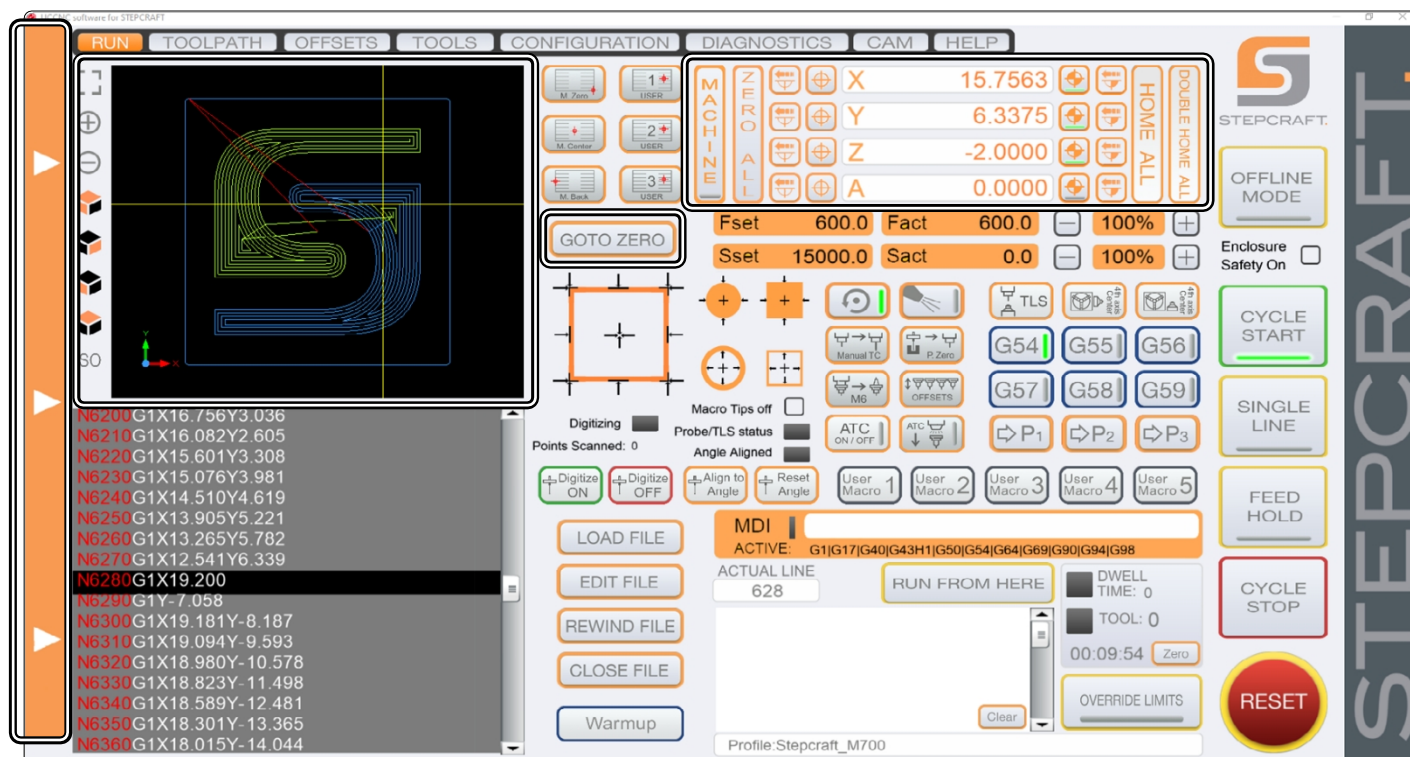 UCCNC software for STEPCRAFT
RUN TOOLPATH OFFSETS TOOLS CONFIGURATION DIAGNOSTICS CAM HELP
Y
X
ISO
M. Zero
1 USER
M. Center
2 USER
M. Back
3 USER
GOTO ZERO
MACHINE
ZERO ALL
X 15.7563
Y 6.3375
Z -2.0000
A 0.0000
HOME ALL
DOUBLE HOME ALL
Fset 600.0 Fact 600.0 100%
Sset 15000.0 Sact 0.0 100%
STEPCRAFT.
OFFLINE
MODE
Enclosure
Safety On
CYCLE
START
SINGLE
LINE
FEED
HOLD
CYCLE
STOP
RESET
STEPCRAFT.
TLS
4th axis Center
4th axis Center
Manual TC
P. Zero
G54 G55 G56
M6
OFFSETS
G57 G58 G59
ATC
ON / OFF
ATC
P1 P2 P3
Macro Tips off
Digitizing
Probe/TLS status
Points Scanned: 0
Angle Aligned
Digitize ON
Digitize OFF
Align to Angle
Reset Angle
User Macro 1
User Macro 2
User Macro 3
User Macro 4
User Macro 5
N6200G1X16.756Y3.036
N6210G1X16.082Y2.605
N6220G1X15.601Y3.308
N6230G1X15.076Y3.981
N6240G1X14.510Y4.619
N6250G1X13.905Y5.221
N6260G1X13.265Y5.782
N6270G1X12.541Y6.339
N6280G1X19.200
N6290G1Y-7.058
N6300G1X19.181Y-8.187
N6310G1X19.094Y-9.593
N6320G1X18.980Y-10.578
N6330G1X18.823Y-11.498
N6340G1X18.589Y-12.481
N6350G1X18.301Y-13.365
N6360G1X18.015Y-14.044
LOAD FILE
EDIT FILE
REWIND FILE
CLOSE FILE
Warmup
MDI
ACTIVE: G1|G17|G40|G43H1|G50|G54|G64|G69|G90|G94|G98
ACTUAL LINE
628
RUN FROM HERE
DWELL
TIME: 0
TOOL: 0
00:09:54 Zero
OVERRIDE LIMITS
Clear
Profile:Stepcraft_M700